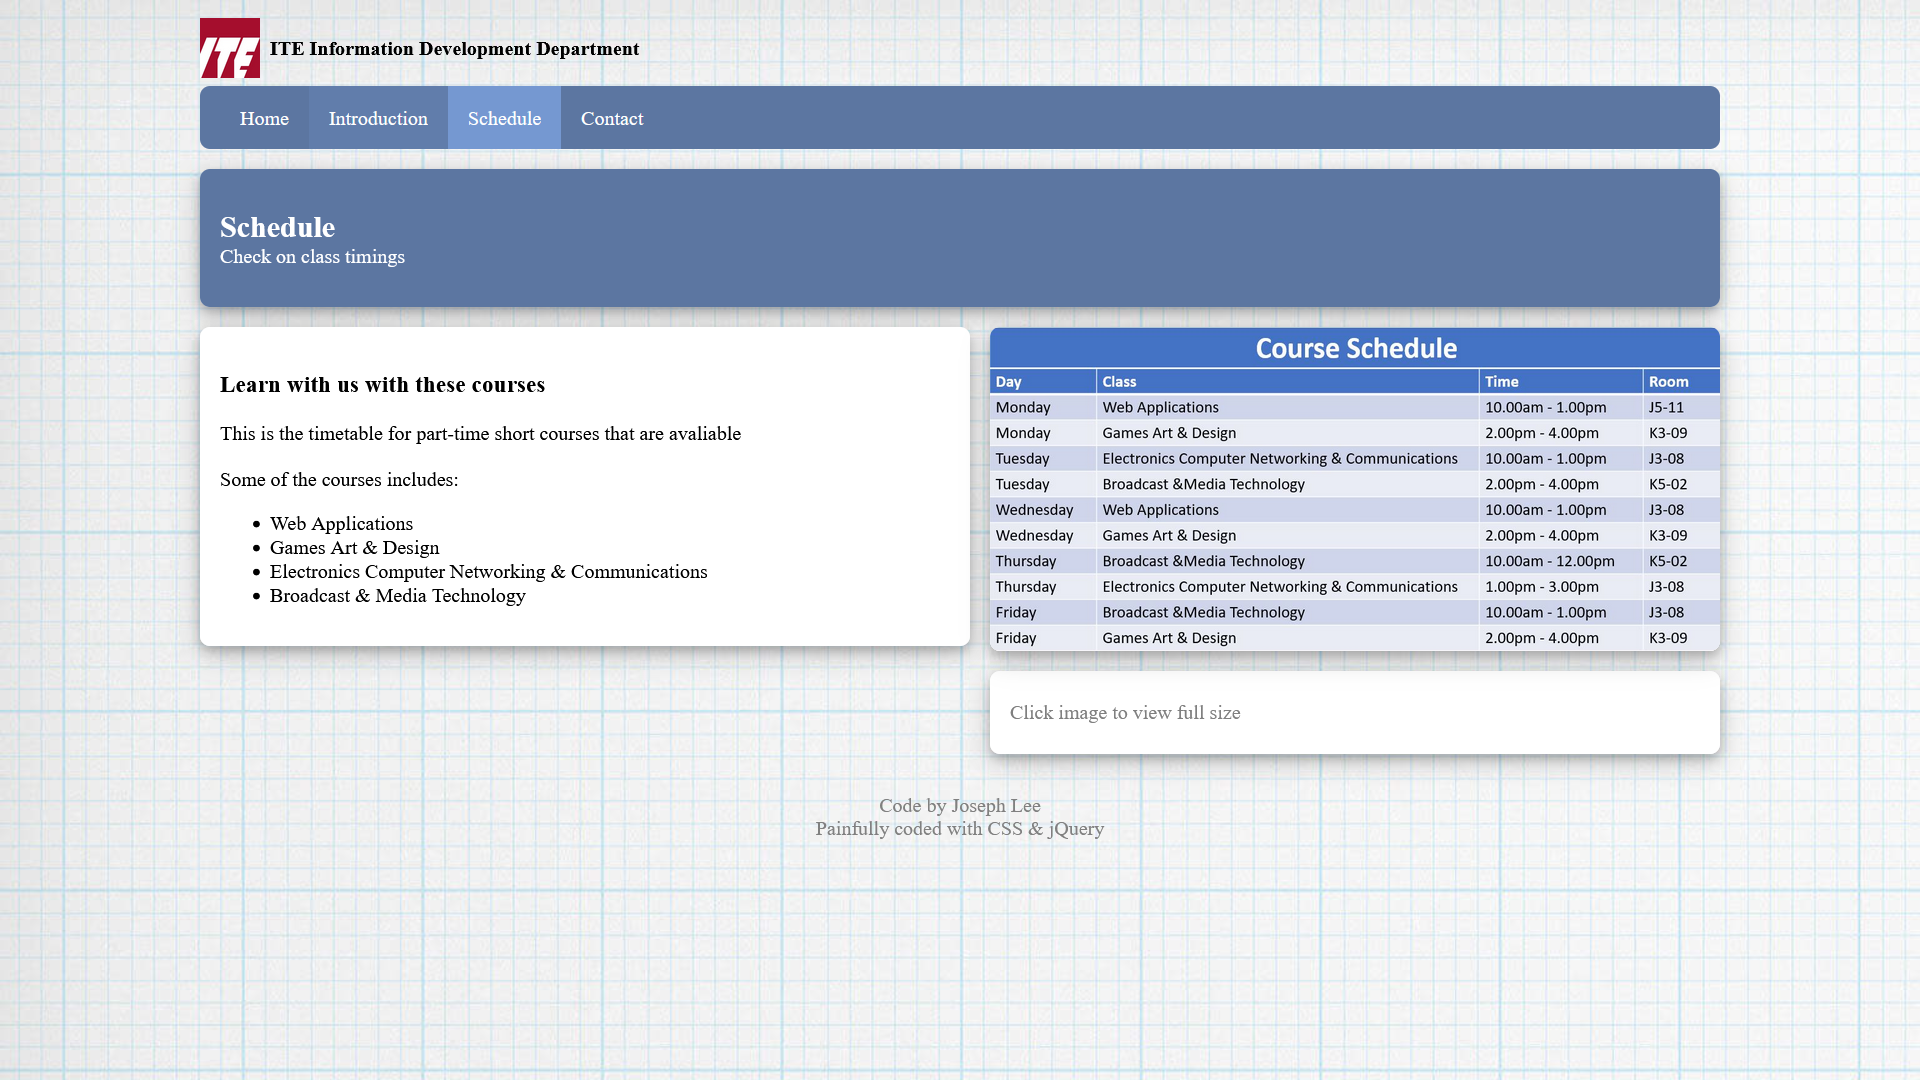 ITE
ITE Information Development Department
Home Introduction Schedule Contact
Schedule
Check on class timings
Learn with us with these courses
This is the timetable for part-time short courses that are avaliable
Some of the courses includes:
• Web Applications
• Games Art & Design
• Electronics Computer Networking & Communications
• Broadcast & Media Technology
Course Schedule
Day Class Time Room
Monday Web Applications 10.00am - 1.00pm J5-11
Monday Games Art & Design 2.00pm - 4.00pm K3-09
Tuesday Electronics Computer Networking & Communications 10.00am - 1.00pm J3-08
Tuesday Broadcast &Media Technology 2.00pm - 4.00pm K5-02
Wednesday Web Applications 10.00am - 1.00pm J3-08
Wednesday Games Art & Design 2.00pm - 4.00pm K3-09
Thursday Broadcast &Media Technology 10.00am - 12.00pm K5-02
Thursday Electronics Computer Networking & Communications 1.00pm - 3.00pm J3-08
Friday Broadcast &Media Technology 10.00am - 1.00pm J3-08
Friday Games Art & Design 2.00pm - 4.00pm K3-09
Click image to view full size
Code by Joseph Lee
Painfully coded with CSS & jQuery